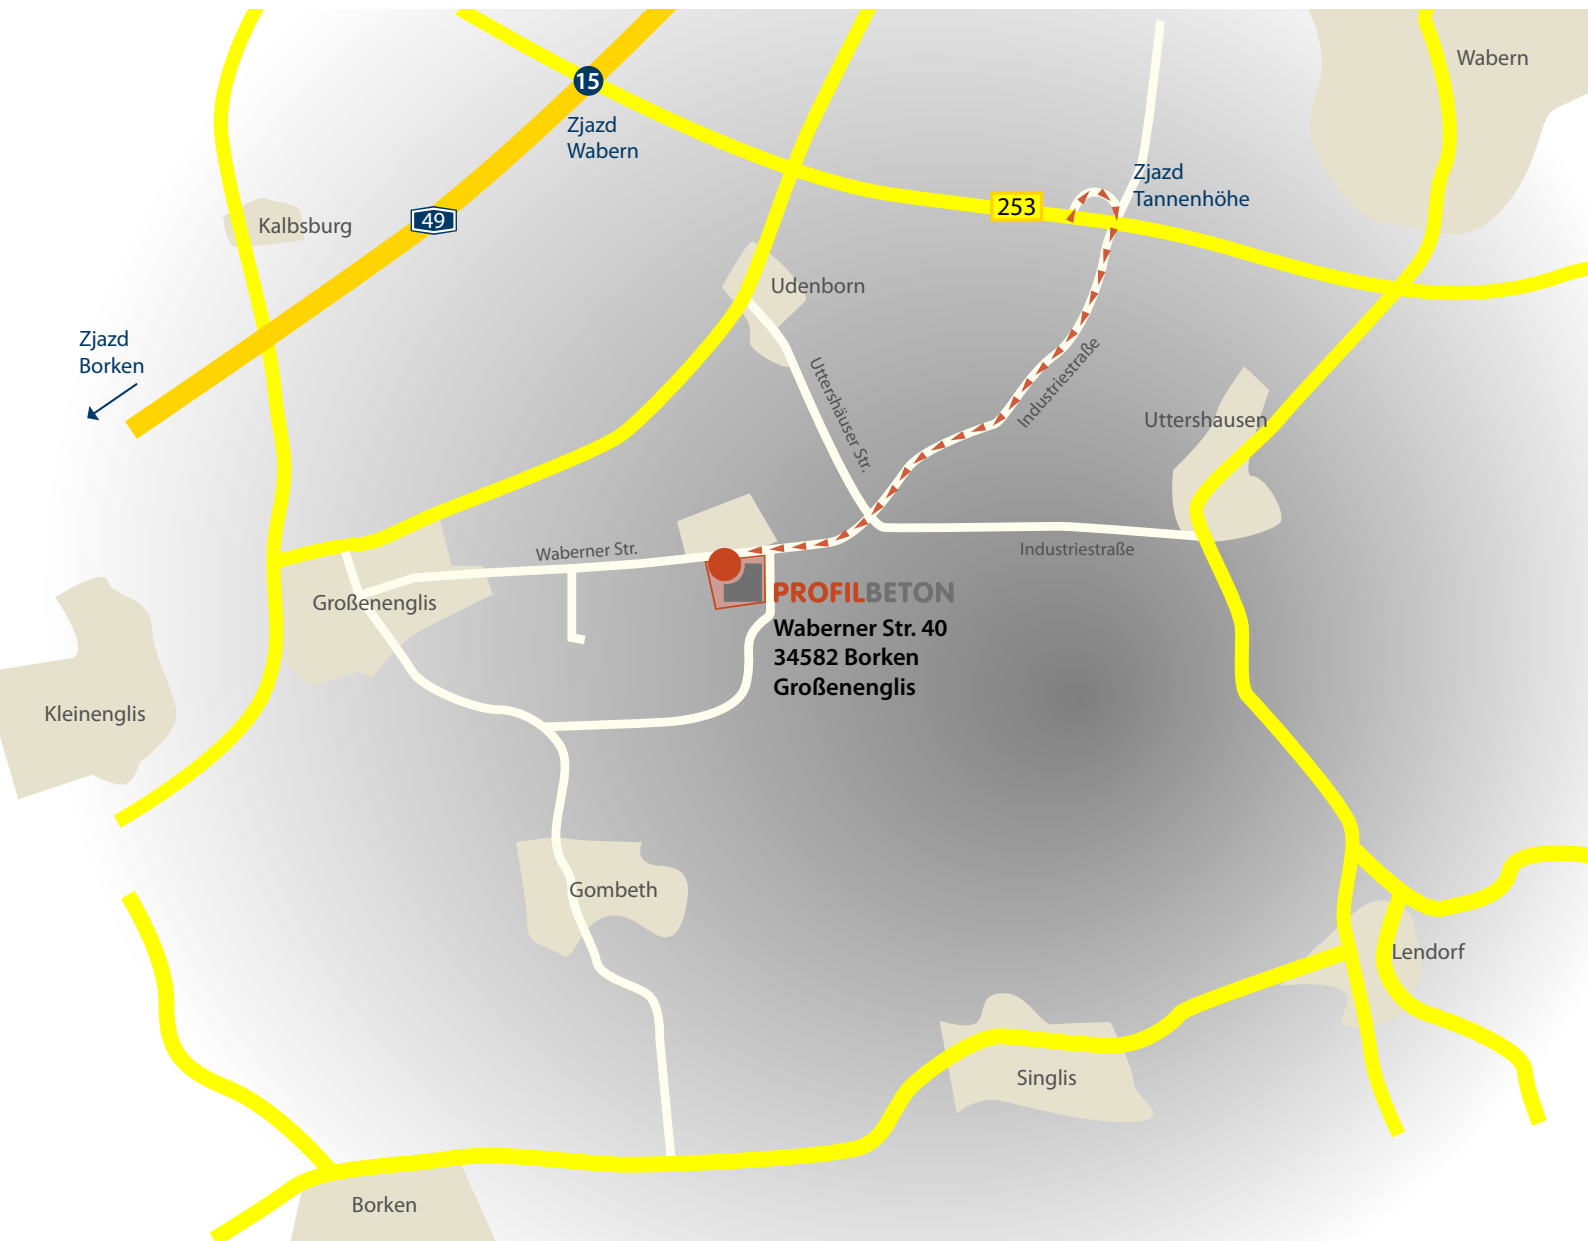 Wabern
15
Zjazd
Wabern
Zjazd
Tannenhöhe
253
49
Kalbsburg
Udenborn
Zjazd
Borken
Uttershäuser Str.
Industriestraße
Uttershausen
Waberner Str.
Industriestraße
Großenenglis
PROFILBETON
Waberner Str. 40
34582 Borken
Großenenglis
Kleinenglis
Gombeth
Lendorf
Singlis
Borken